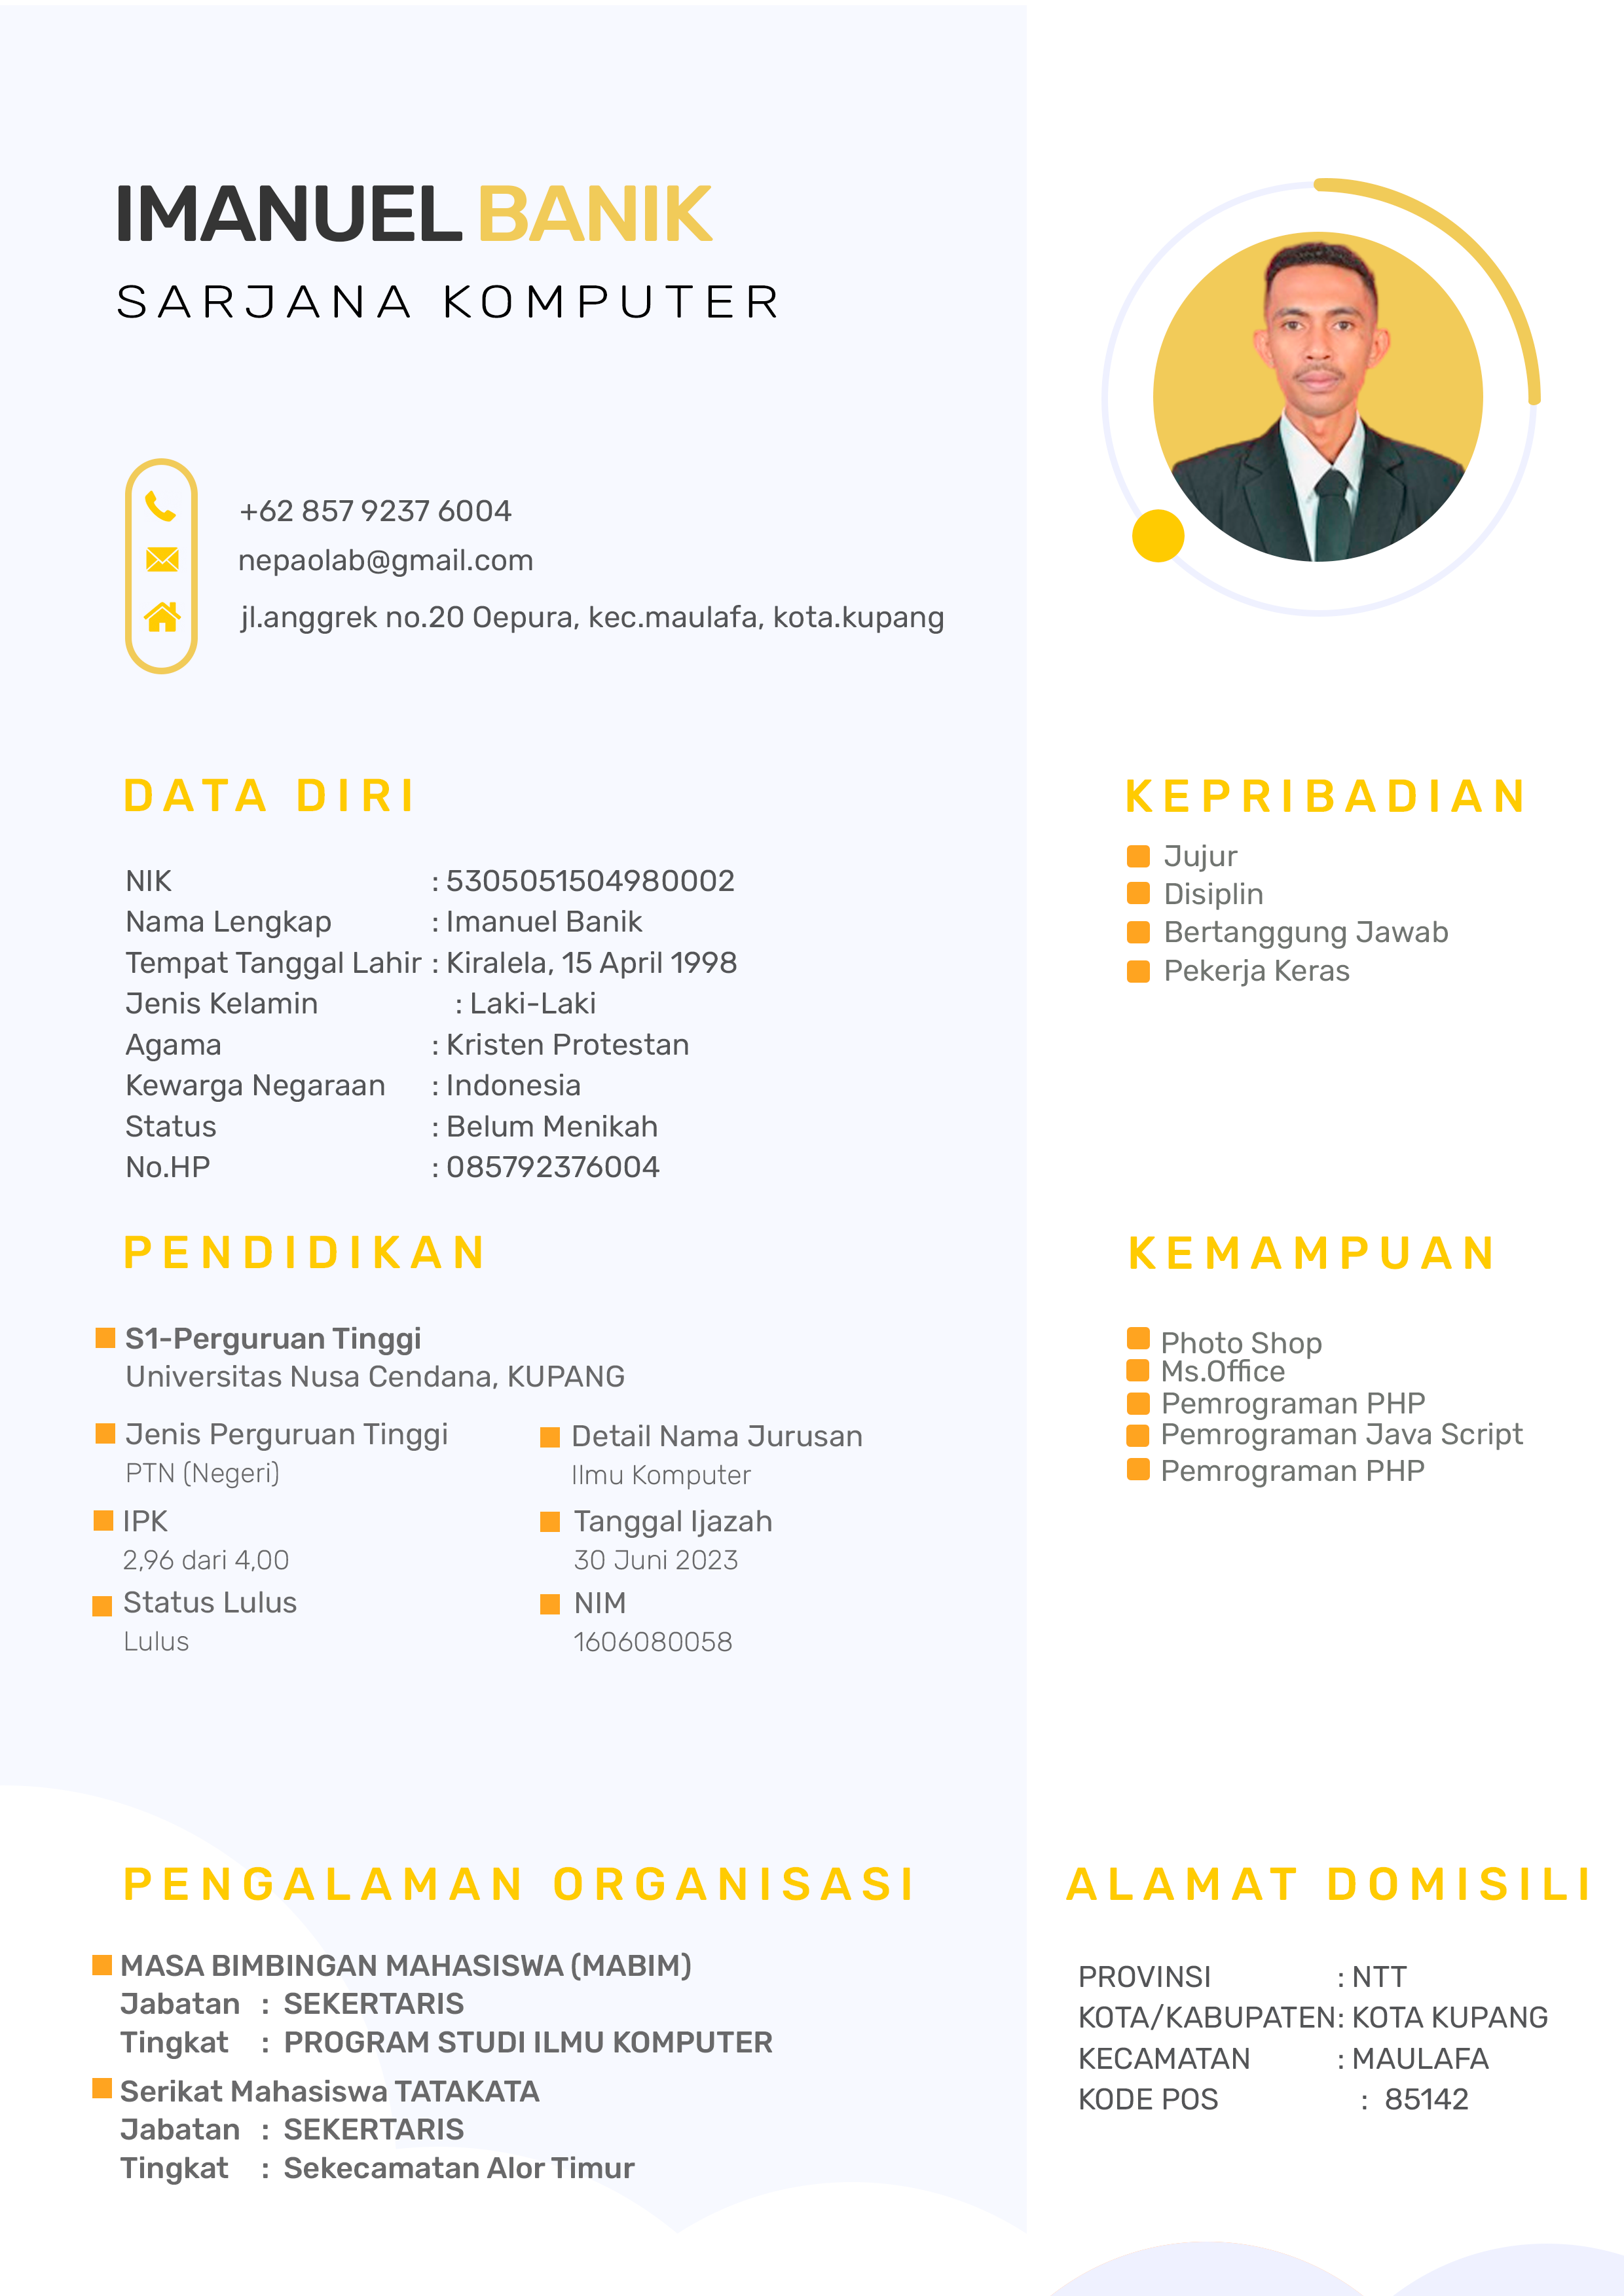 IMANUEL BANIK
SARJANA KOMPUTER
+62 857 9237 6004
nepaolab@gmail.com
jl.anggrek no.20 Oepura, kec.maulafa, kota.kupang
DATA DIRI
NIK : 5305051504980002
Nama Lengkap : Imanuel Banik
Tempat Tanggal Lahir : Kiralela, 15 April 1998
Jenis Kelamin : Laki-Laki
Agama : Kristen Protestan
Kewarga Negaraan : Indonesia
Status : Belum Menikah
No.HP : 085792376004
KEPRIBADIAN
Jujur
Disiplin
Bertanggung Jawab
Pekerja Keras
PENDIDIKAN
S1-Perguruan Tinggi
Universitas Nusa Cendana, KUPANG
Jenis Perguruan Tinggi
PTN (Negeri)
Detail Nama Jurusan
Ilmu Komputer
IPK
2,96 dari 4,00
Tanggal Ijazah
30 Juni 2023
Status Lulus
Lulus
NIM
1606080058
KEMAMPUAN
Photo Shop
Ms.Office
Pemrograman PHP
Pemrograman Java Script
Pemrograman PHP
PENGALAMAN ORGANISASI
MASA BIMBINGAN MAHASISWA (MABIM)
Jabatan : SEKERTARIS
Tingkat : PROGRAM STUDI ILMU KOMPUTER
Serikat Mahasiswa TATAKATA
Jabatan : SEKERTARIS
Tingkat : Sekecamatan Alor Timur
ALAMAT DOMISILI
PROVINSI : NTT
KOTA/KABUPATEN: KOTA KUPANG
KECAMATAN : MAULAFA
KODE POS : 85142